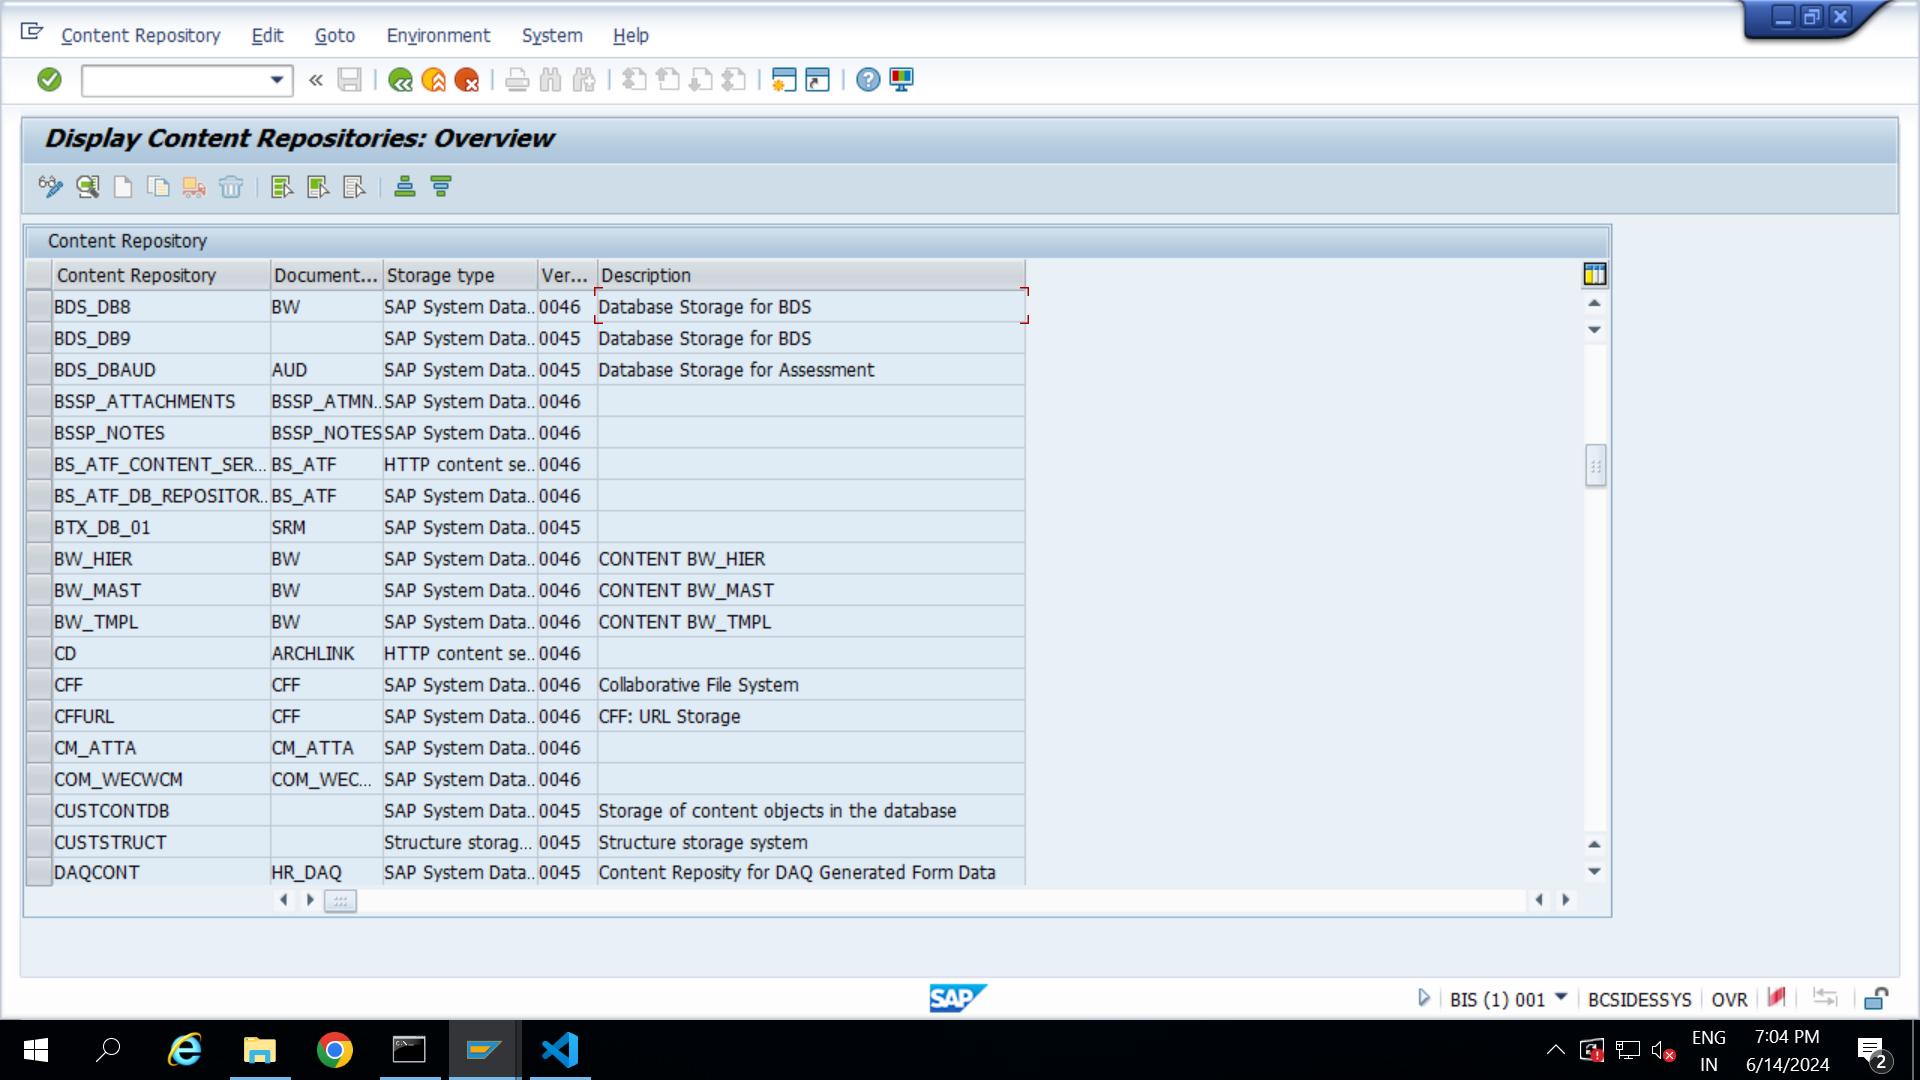 Content Repository Edit Goto Environment System Help
Display Content Repositories: Overview
Content Repository
Content Repository Document... Storage type Ver... Description
BDS_DB8 BW SAP System Data.. 0046 Database Storage for BDS
BDS_DB9 SAP System Data.. 0045 Database Storage for BDS
BDS_DBAUD AUD SAP System Data.. 0045 Database Storage for Assessment
BSSP_ATTACHMENTS BSSP_ATMN.. SAP System Data.. 0046
BSSP_NOTES BSSP_NOTES SAP System Data.. 0046
BS_ATF_CONTENT_SER... BS_ATF HTTP content se.. 0046
BS_ATF_DB_REPOSITOR.. BS_ATF SAP System Data.. 0046
BTX_DB_01 SRM SAP System Data.. 0045
BW_HIER BW SAP System Data.. 0046 CONTENT BW_HIER
BW_MAST BW SAP System Data.. 0046 CONTENT BW_MAST
BW_TMPL BW SAP System Data.. 0046 CONTENT BW_TMPL
CD ARCHLINK HTTP content se.. 0046
CFF CFF SAP System Data.. 0046 Collaborative File System
CFFURL CFF SAP System Data.. 0046 CFF: URL Storage
CM_ATTA CM_ATTA SAP System Data.. 0046
COM_WECWCM COM_WEC... SAP System Data.. 0046
CUSTCONTDB SAP System Data.. 0045 Storage of content objects in the database
CUSTSTRUCT Structure storag... 0045 Structure storage system
DAQCONT HR_DAQ SAP System Data.. 0045 Content Reposity for DAQ Generated Form Data
SAP BIS (1) 001 BCSIDESSYS OVR
ENG 7:04 PM
IN 6/14/2024 2